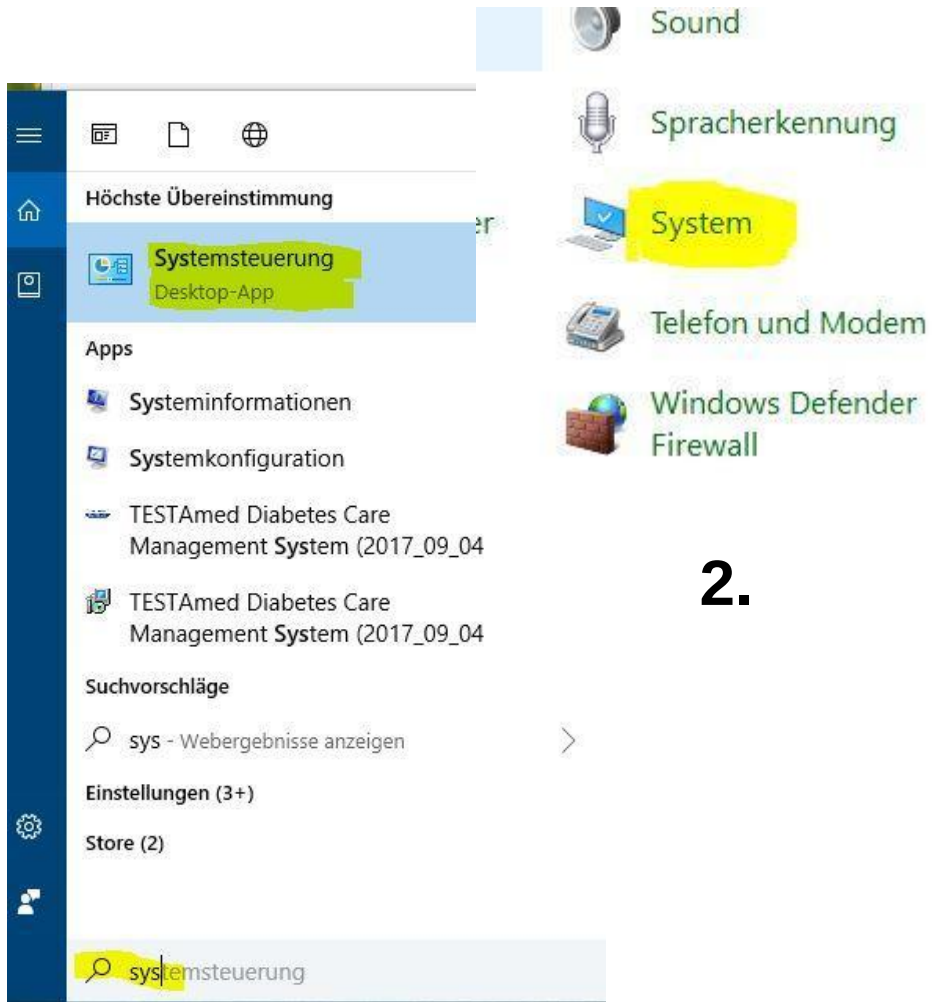 Höchste Übereinstimmung
Systemsteuerung
Desktop-App
Apps
Systeminformationen
Systemkonfiguration
TESTAmed Diabetes Care
Management System (2017_09_04
TESTAmed Diabetes Care
Management System (2017_09_04
Suchvorschläge
sys - Webergebnisse anzeigen
Einstellungen (3+)
Store (2)
systemsteuerung
er
Sound
Spracherkennung
System
Telefon und Modem
Windows Defender
Firewall
2.